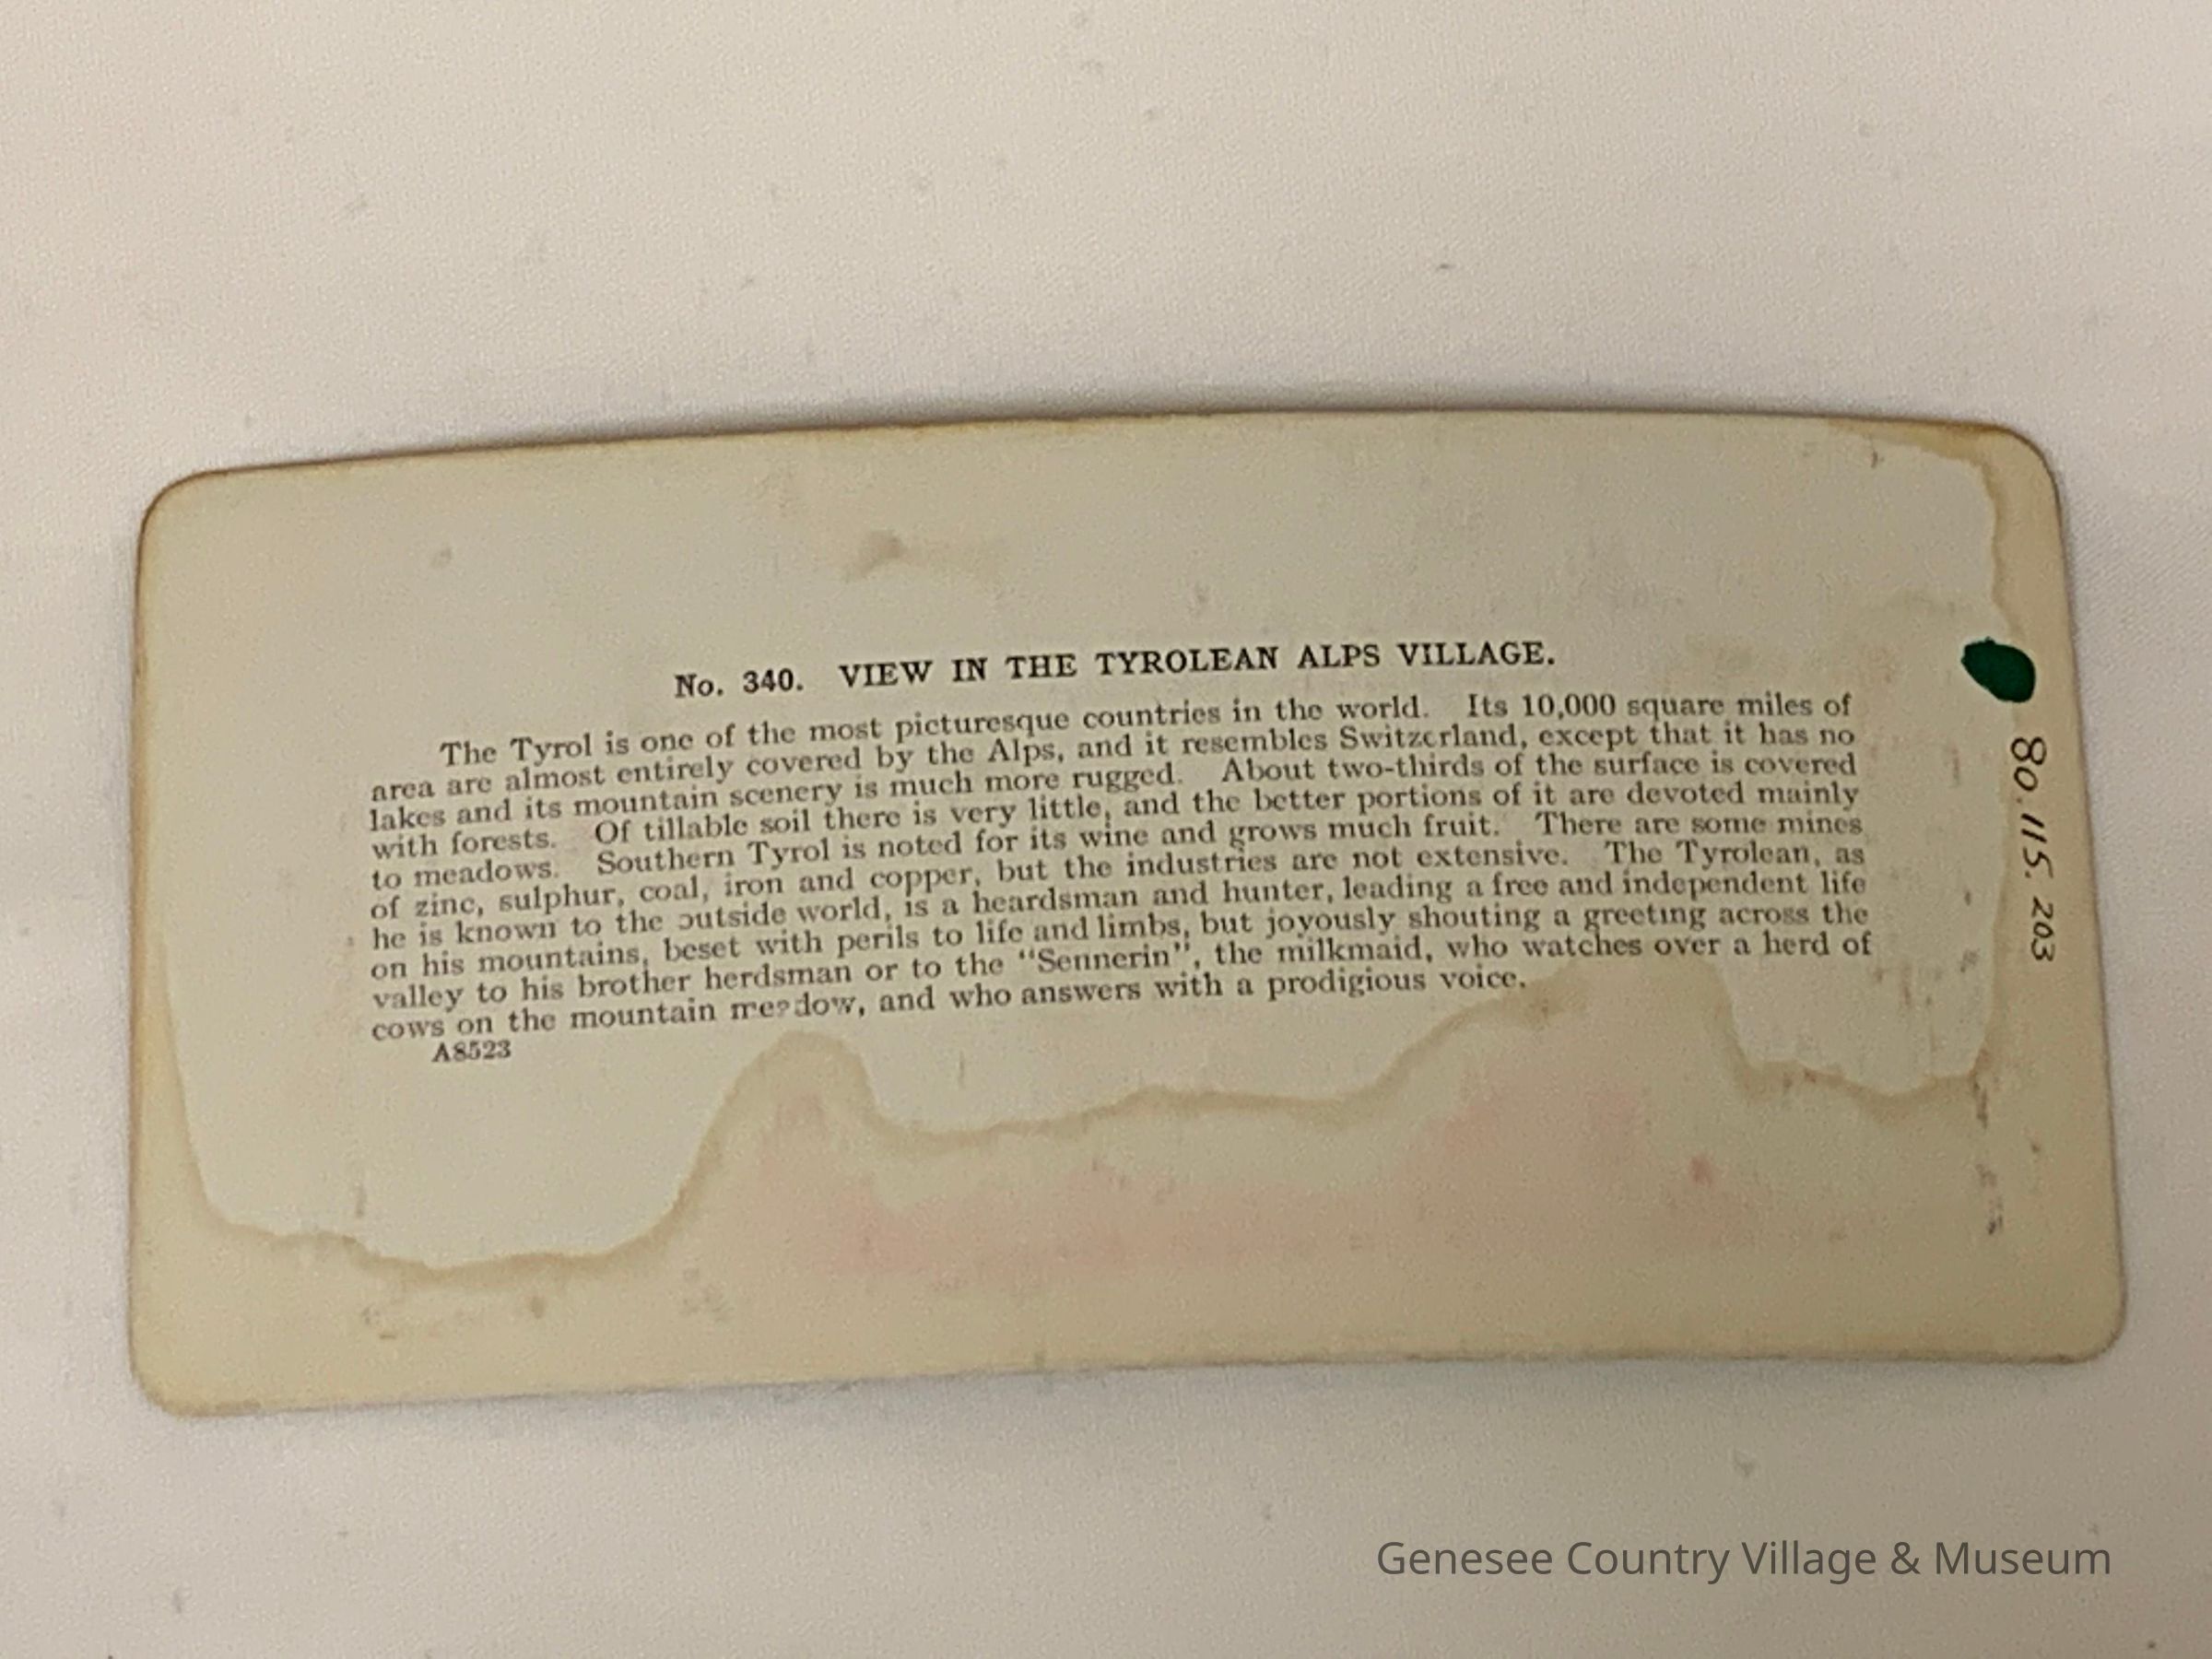 No. 340. VIEW IN THE TYROLEAN ALPS VILLAGE.
The Tyrol is one of the most picturesque countries in the world. Its 10,000 square miles of
area are almost entirely covered by the Alps, and it resembles Switzerland, except that it has no
lakes and its mountain scenery is much more rugged. About two-thirds of the surface is covered
with forests. Of tillable soil there is very little, and the better portions of it are devoted mainly
to meadows. Southern Tyrol is noted for its wine and grows much fruit. There are some mines
of zinc, sulphur, coal, iron and copper, but the industries are not extensive. The Tyrolean, as
he is known to the outside world, is a heardsman and hunter, leading a free and independent life
on his mountains, beset with perils to life and limbs, but joyously shouting a greeting across the
valley to his brother herdsman or to the "Sennerin", the milkmaid, who watches over a herd of
cows on the mountain meadow, and who answers with a prodigious voice.
A8523
80.115.203
Genesee Country Village & Museum